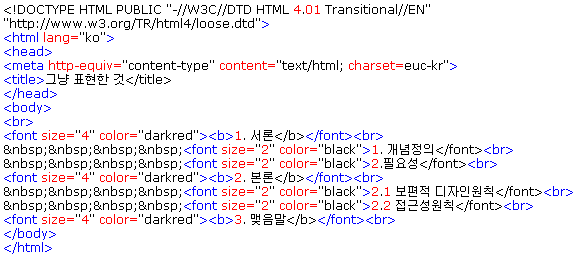 <!DOCTYPE HTML PUBLIC "-//W3C//DTD HTML 4.01 Transitional//EN"
"http://www.w3.org/TR/html4/loose.dtd">
<html lang="ko">
<head>
<meta http-equiv="content-type" content="text/html; charset=euc-kr">
<title>그냥 표현한 것</title>
</head>
<body>
<br>
<font size="4" color="darkred"><b>1. 서론</b></font><br>
&nbsp;&nbsp;&nbsp;&nbsp;<font size="2" color="black">1. 개념정의</font><br>
&nbsp;&nbsp;&nbsp;&nbsp;<font size="2" color="black">2.필요성</font><br>
<font size="4" color="darkred"><b>2. 본론</b></font><br>
&nbsp;&nbsp;&nbsp;&nbsp;<font size="2" color="black">2.1 보편적 디자인원칙</font><br>
&nbsp;&nbsp;&nbsp;&nbsp;<font size="2" color="black">2.2 접근성원칙</font><br>
<font size="4" color="darkred"><b>3. 맺음말</b></font><br>
</body>
</html>